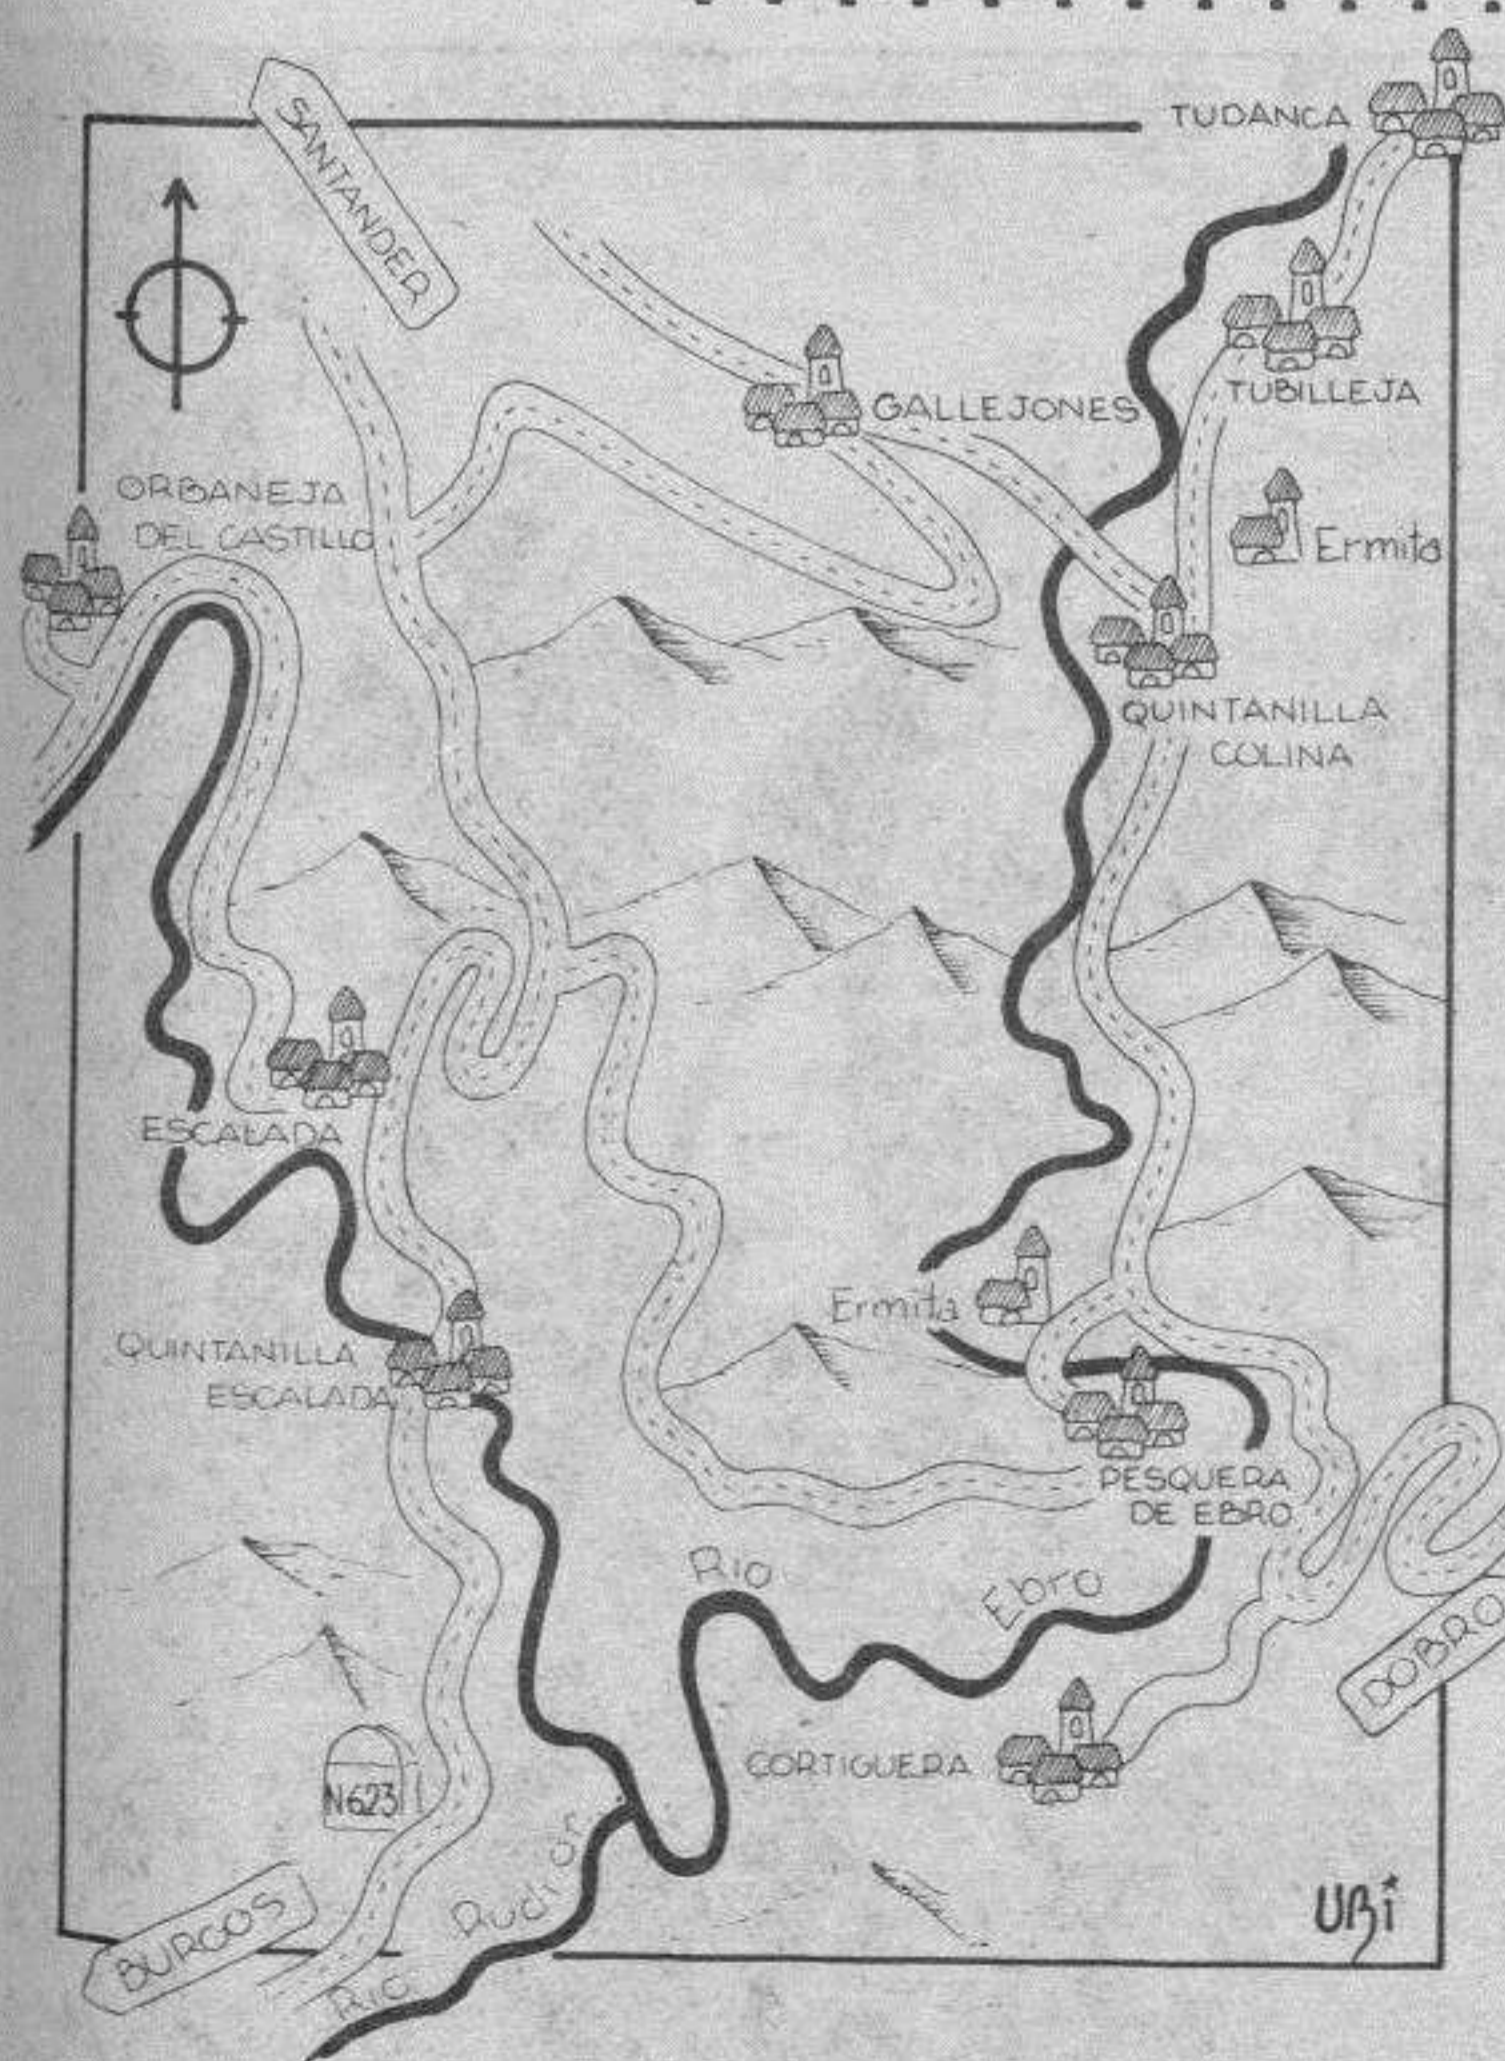 SANTANDER
TUDANCA
TUBILLEJA
GALLEJONES
ORBANEJA
DEL CASTILLO
Ermita
QUINTANILLA
COLINA
ESCALADA
Ermita
QUINTANILLA
ESCALADA
PESQUERA
DE EBRO
Rio Ebro
DOBRO
CORTIGUERA
N623
BURGOS
Rio
UBi